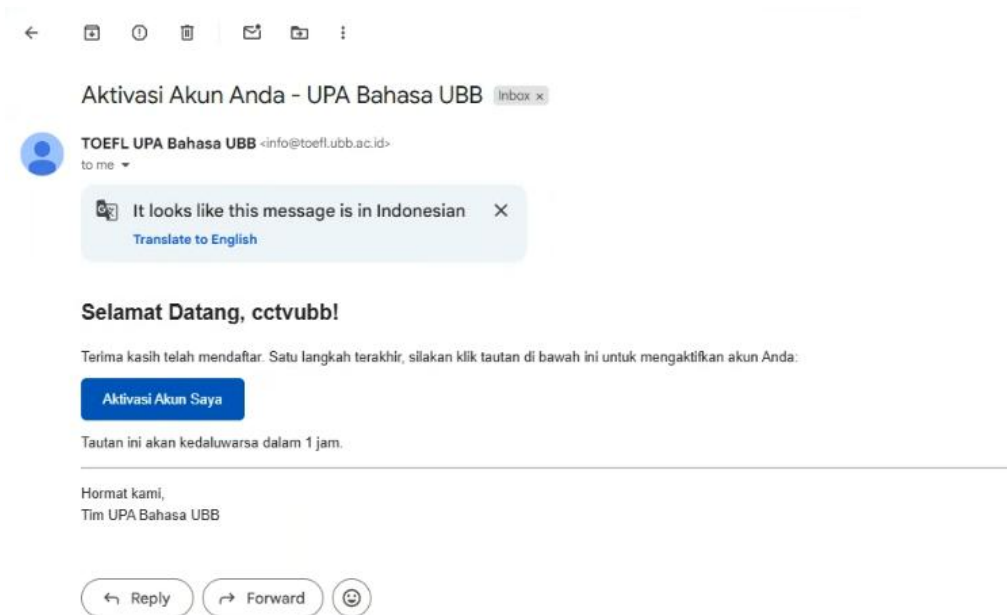 Aktivasi Akun Anda - UPA Bahasa UBB Inbox x
TOEFL UPA Bahasa UBB <info@toefl.ubb.ac.id>
to me
It looks like this message is in Indonesian
Translate to English
Selamat Datang, cctvubb!
Terima kasih telah mendaftar. Satu langkah terakhir, silakan klik tautan di bawah ini untuk mengaktifkan akun Anda:
Aktivasi Akun Saya
Tautan ini akan kedaluwarsa dalam 1 jam.
Hormat kami,
Tim UPA Bahasa UBB
Reply Forward